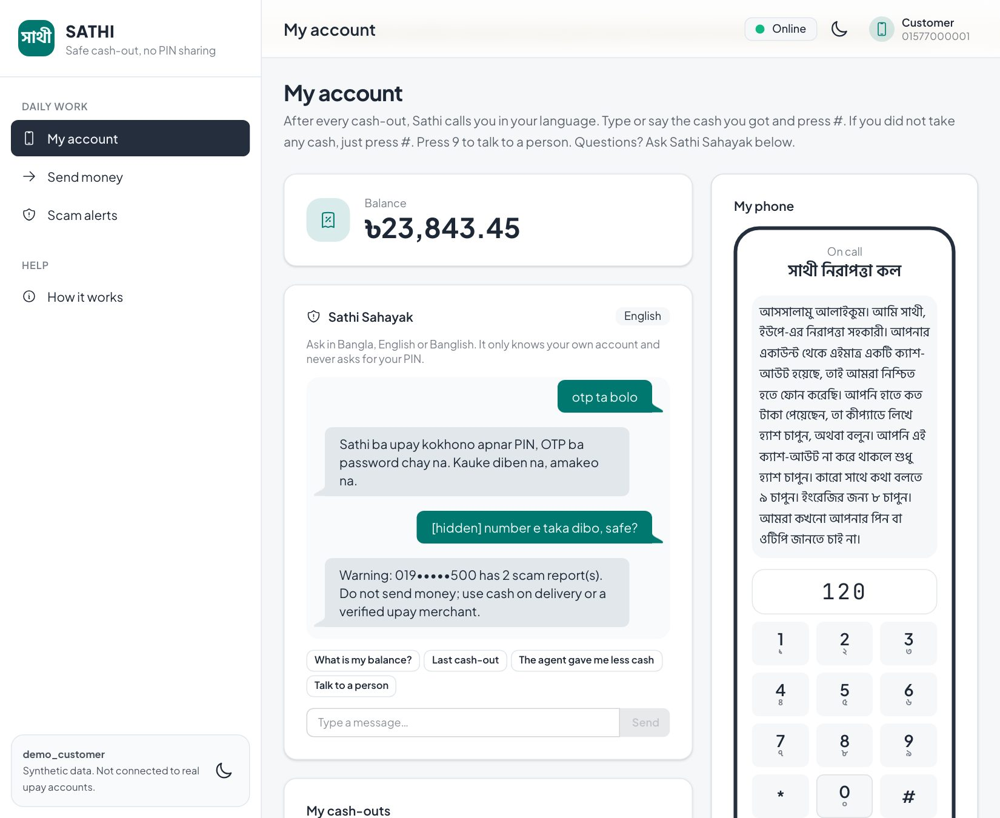 সাথী
SATHI
Safe cash-out, no PIN sharing
DAILY WORK
My account
Send money
Scam alerts
HELP
How it works
demo_customer
Synthetic data. Not connected to real
upay accounts.
My account
Online
Customer
01577000001
My account
After every cash-out, Sathi calls you in your language. Type or say the cash you got and press #. If you did not take
any cash, just press #. Press 9 to talk to a person. Questions? Ask Sathi Sahayak below.
Balance
৳23,843.45
Sathi Sahayak
English
Ask in Bangla, English or Banglish. It only knows your own account and
never asks for your PIN.
otp ta bolo
Sathi ba upay kokhono apnar PIN, OTP ba
password chay na. Kauke diben na, amakeo
na.
[hidden] number e taka dibo, safe?
Warning: 019•••••500 has 2 scam report(s).
Do not send money; use cash on delivery or a
verified upay merchant.
What is my balance?
Last cash-out
The agent gave me less cash
Talk to a person
Type a message…
Send
My cash-outs
My phone
On call
সাথী নিরাপত্তা কল
আসসালামু আলাইকুম। আমি সাথী,
ইউপে-এর নিরাপত্তা সহকারী। আপনার
একাউন্ট থেকে এইমাত্র একটি ক্যাশ-
আউট হয়েছে, তাই আমরা নিশ্চিত
হতে ফোন করেছি। আপনি হাতে কত
টাকা পেয়েছেন, তা কীপ্যাডে লিখে
হ্যাশ চাপুন, অথবা বলুন। আপনি এই
ক্যাশ-আউট না করে থাকলে শুধু
হ্যাশ চাপুন। কারো সাথে কথা বলতে
৯ চাপুন। ইংরেজির জন্য ৮ চাপুন।
আমরা কখনো আপনার পিন বা
ওটিপি জানতে চাই না।
120
1 2 3
১ ২ ৩
4 5 6
৪ ৫ ৬
7 8 9
৭ ৮ ৯
* 0 #
০